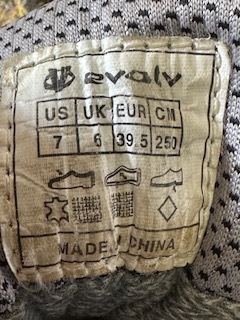 evalv
US UK EUR CM
7 6 39.5 250
MADE IN CHINA